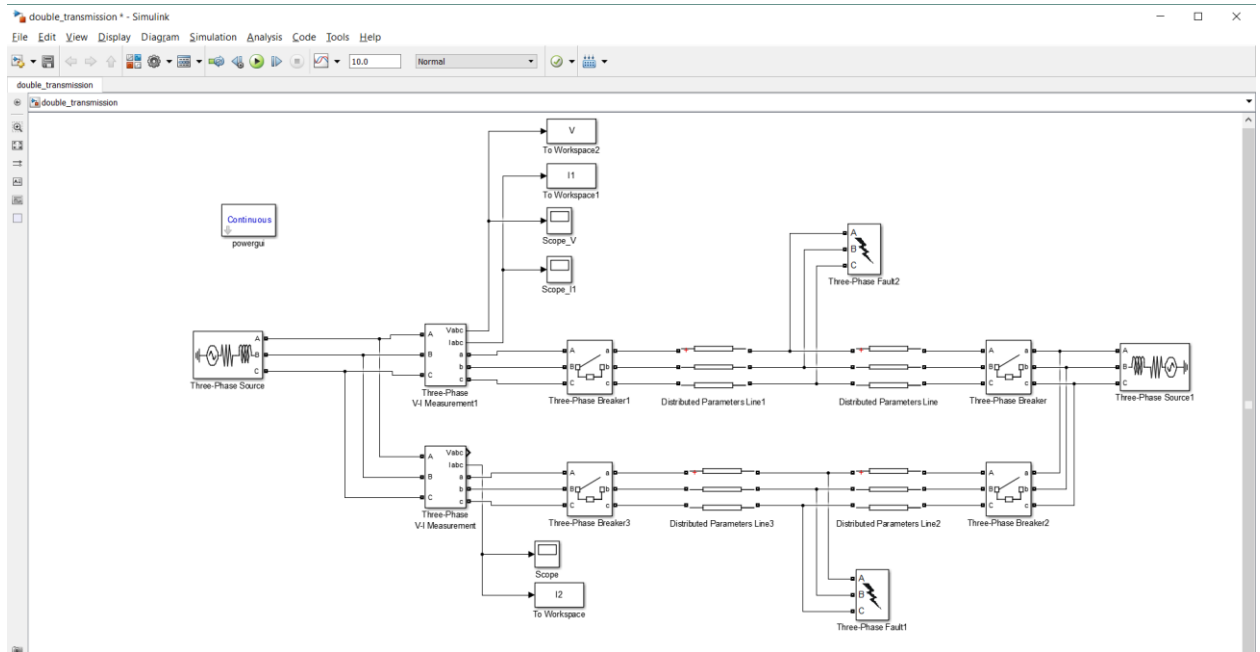 double_transmission * - Simulink
File Edit View Display Diagram Simulation Analysis Code Tools Help
10.0 Normal
double_transmission
double_transmission
V
To Workspace2
I1
To Workspace1
Continuous
powergui
Scope_V
Scope_I1
A
B
C
Three-Phase Fault2
A
B
C
Three-Phase Source
A
B
C
Vabc
Iabc
a
b
c
Three-Phase
V-I Measurement1
A
B
C
a
b
c
Three-Phase Breaker1
Distributed Parameters Line1
Distributed Parameters Line
A
B
C
a
b
c
Three-Phase Breaker
A
B
C
Three-Phase Source1
A
B
C
Vabc
Iabc
a
b
c
Three-Phase
V-I Measurement
A
B
C
a
b
c
Three-Phase Breaker3
Distributed Parameters Line3
Distributed Parameters Line2
A
B
C
a
b
c
Three-Phase Breaker2
Scope
I2
To Workspace
A
B
C
Three-Phase Fault1